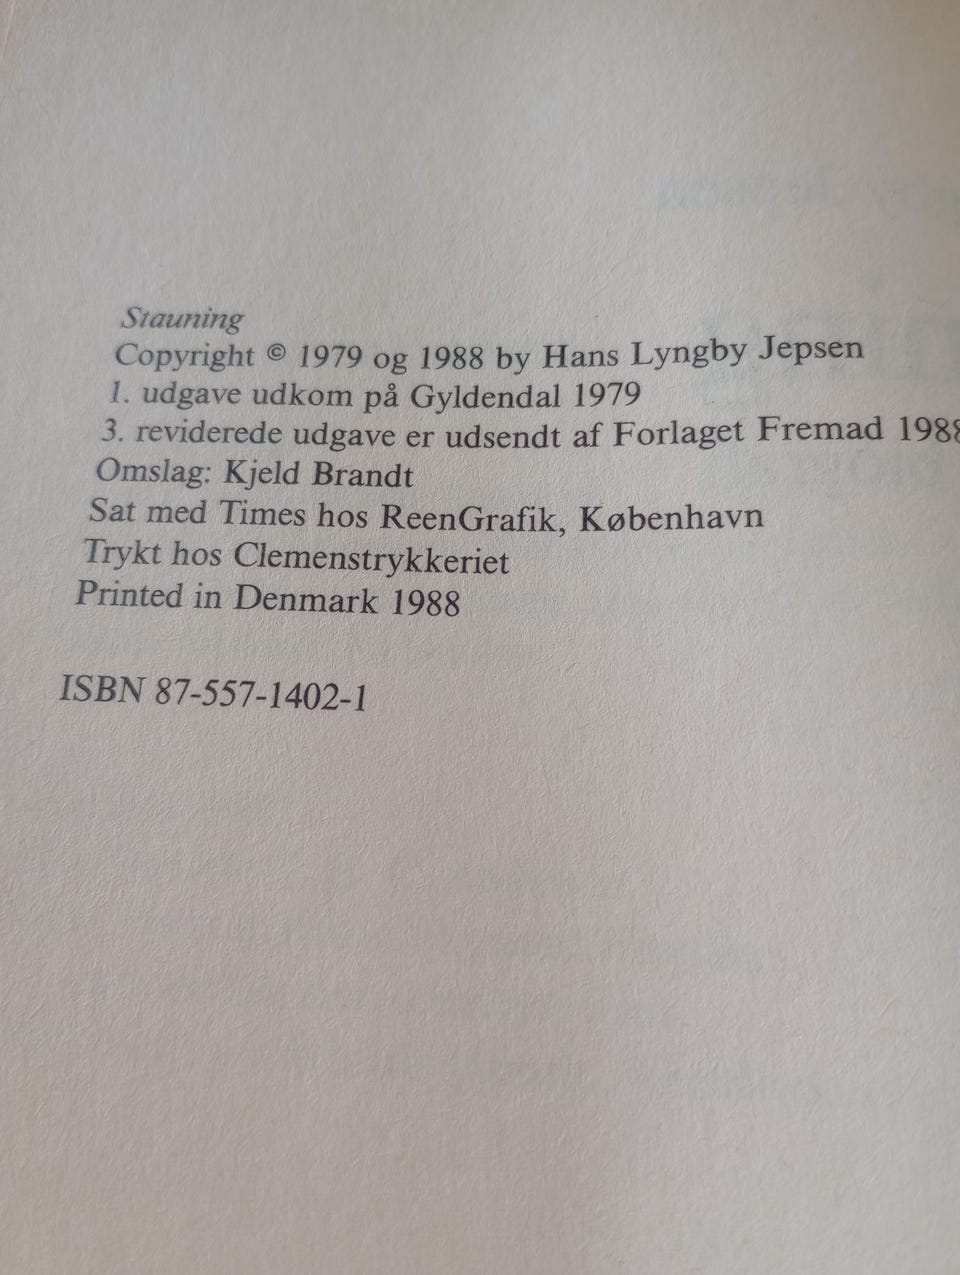 Stauning
Copyright © 1979 og 1988 by Hans Lyngby Jepsen
1. udgave udkom på Gyldendal 1979
3. reviderede udgave er udsendt af Forlaget Fremad 1988
Omslag: Kjeld Brandt
Sat med Times hos ReenGrafik, København
Trykt hos Clemenstrykkeriet
Printed in Denmark 1988
ISBN 87-557-1402-1